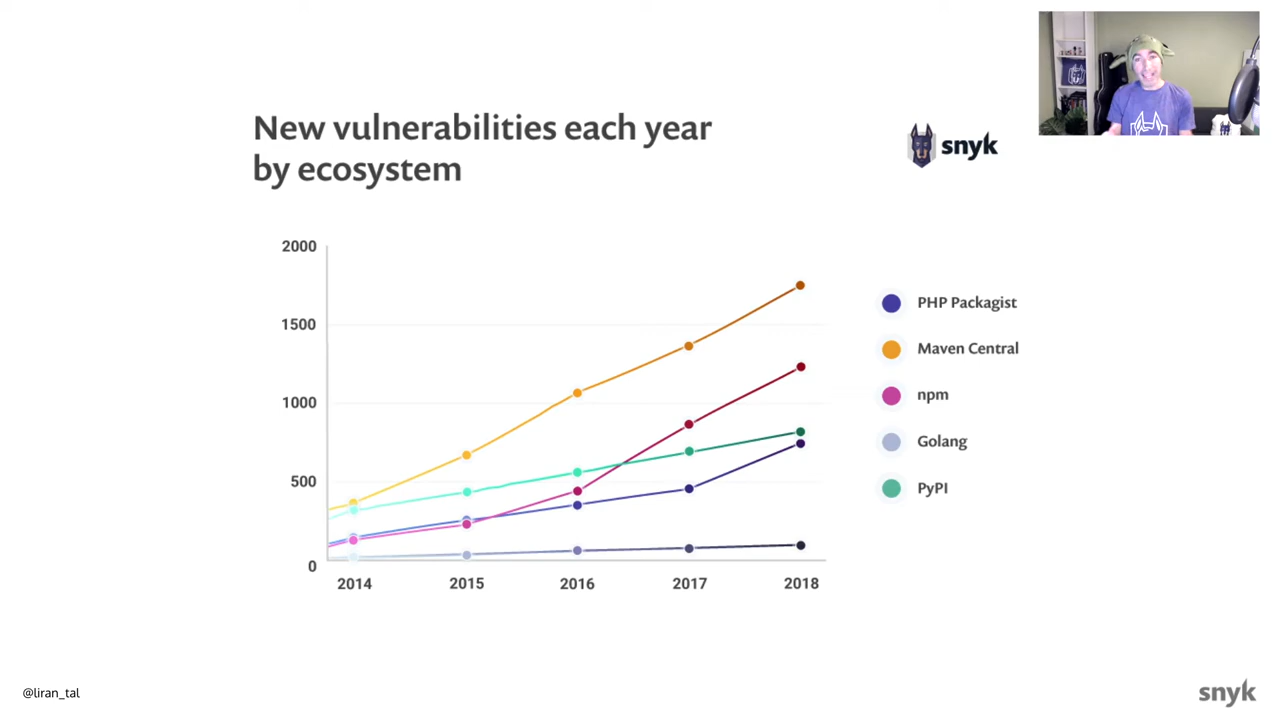 New vulnerabilities each year
by ecosystem
snyk
2000
1500
1000
500
0
2014 2015 2016 2017 2018
PHP Packagist
Maven Central
npm
Golang
PyPI
@liran_tal
snyk